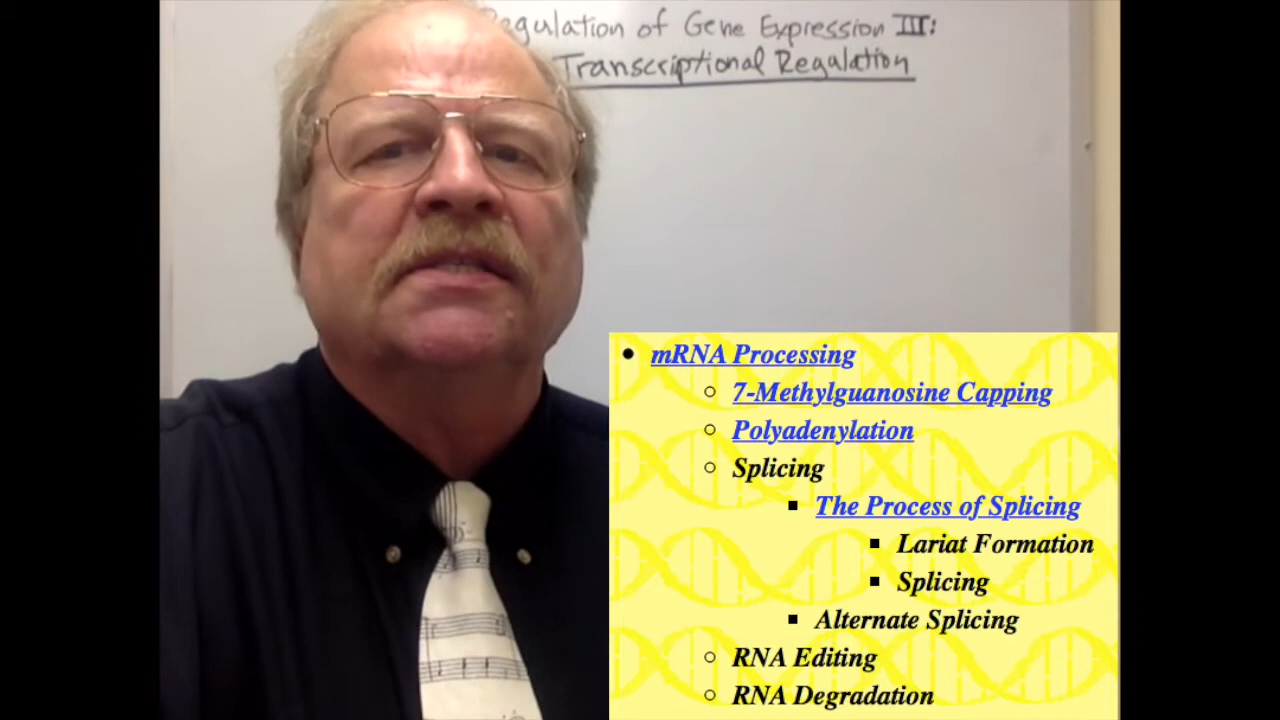 Regulation of Gene Expression III:
Transcriptional Regulation
mRNA Processing
7-Methylguanosine Capping
Polyadenylation
Splicing
The Process of Splicing
Lariat Formation
Splicing
Alternate Splicing
RNA Editing
RNA Degradation